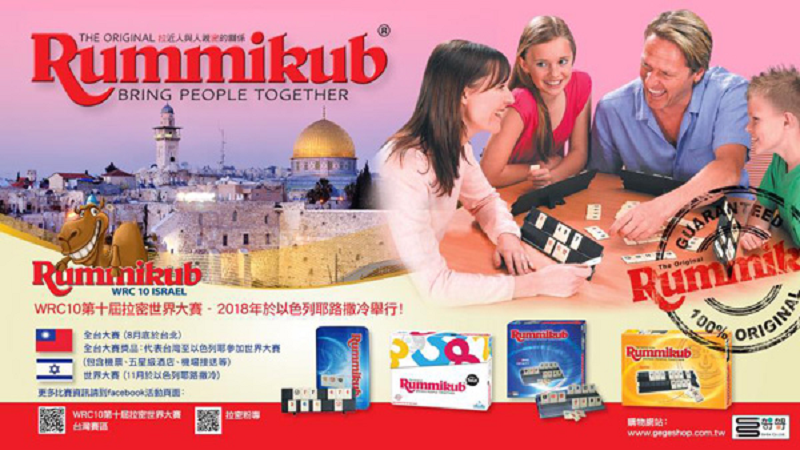 THE ORIGINAL 拉近人與人親密的關係
Rummikub®
BRING PEOPLE TOGETHER
Rummikub
WRC 10 ISRAEL
WRC10第十屆拉密世界大賽 - 2018年於以色列耶路撒冷舉行!
全台大賽 (8月底於台北)
全台大賽獎品:代表台灣至以色列耶參加世界大賽
(包含機票、五星級酒店、機場接送等)
世界大賽 (11月於以色列耶路撒冷)
更多比賽資訊請到facebook活動頁面:
WRC10第十屆拉密世界大賽
台灣賽區
拉密粉專
GUARANTEED
The Original
Rummik
100% ORIGINAL
Rummikub
Rummikub
Rummikub
Rummikub
購物網站:
www.gegeshop.com.tw